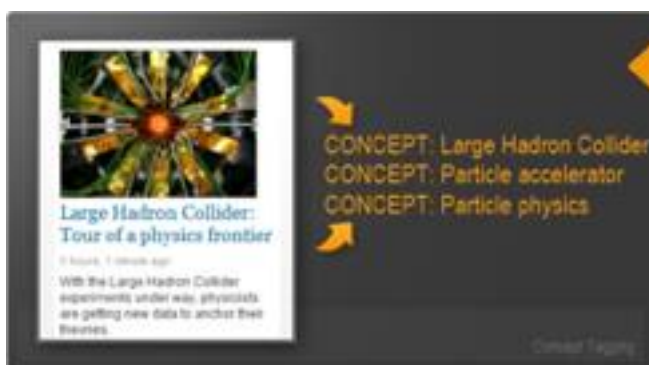 Large Hadron Collider:
Tour of a physics frontier
With the Large Hadron Collider
experiments under way, physicists
are getting new data to anchor their
theories.
CONCEPT: Large Hadron Collider
CONCEPT: Particle accelerator
CONCEPT: Particle physics
Concept Tagging